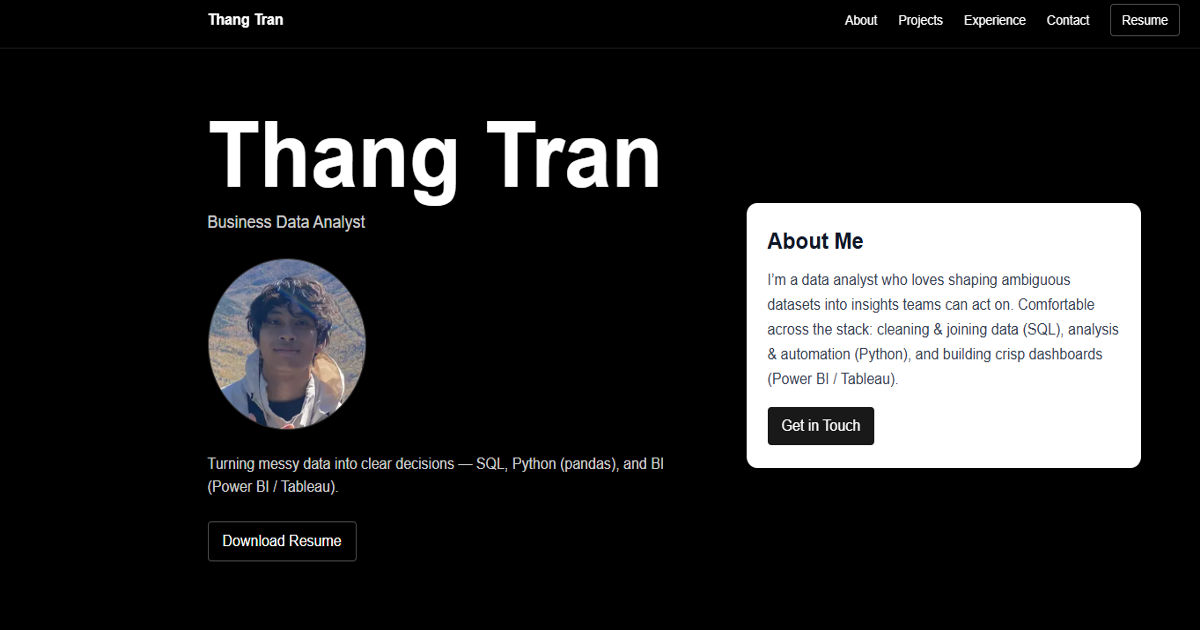 Thang Tran
About
Projects
Experience
Contact
Resume
Thang Tran
Business Data Analyst
Turning messy data into clear decisions — SQL, Python (pandas), and BI
(Power BI / Tableau).
Download Resume
About Me
I’m a data analyst who loves shaping ambiguous
datasets into insights teams can act on. Comfortable
across the stack: cleaning & joining data (SQL), analysis
& automation (Python), and building crisp dashboards
(Power BI / Tableau).
Get in Touch